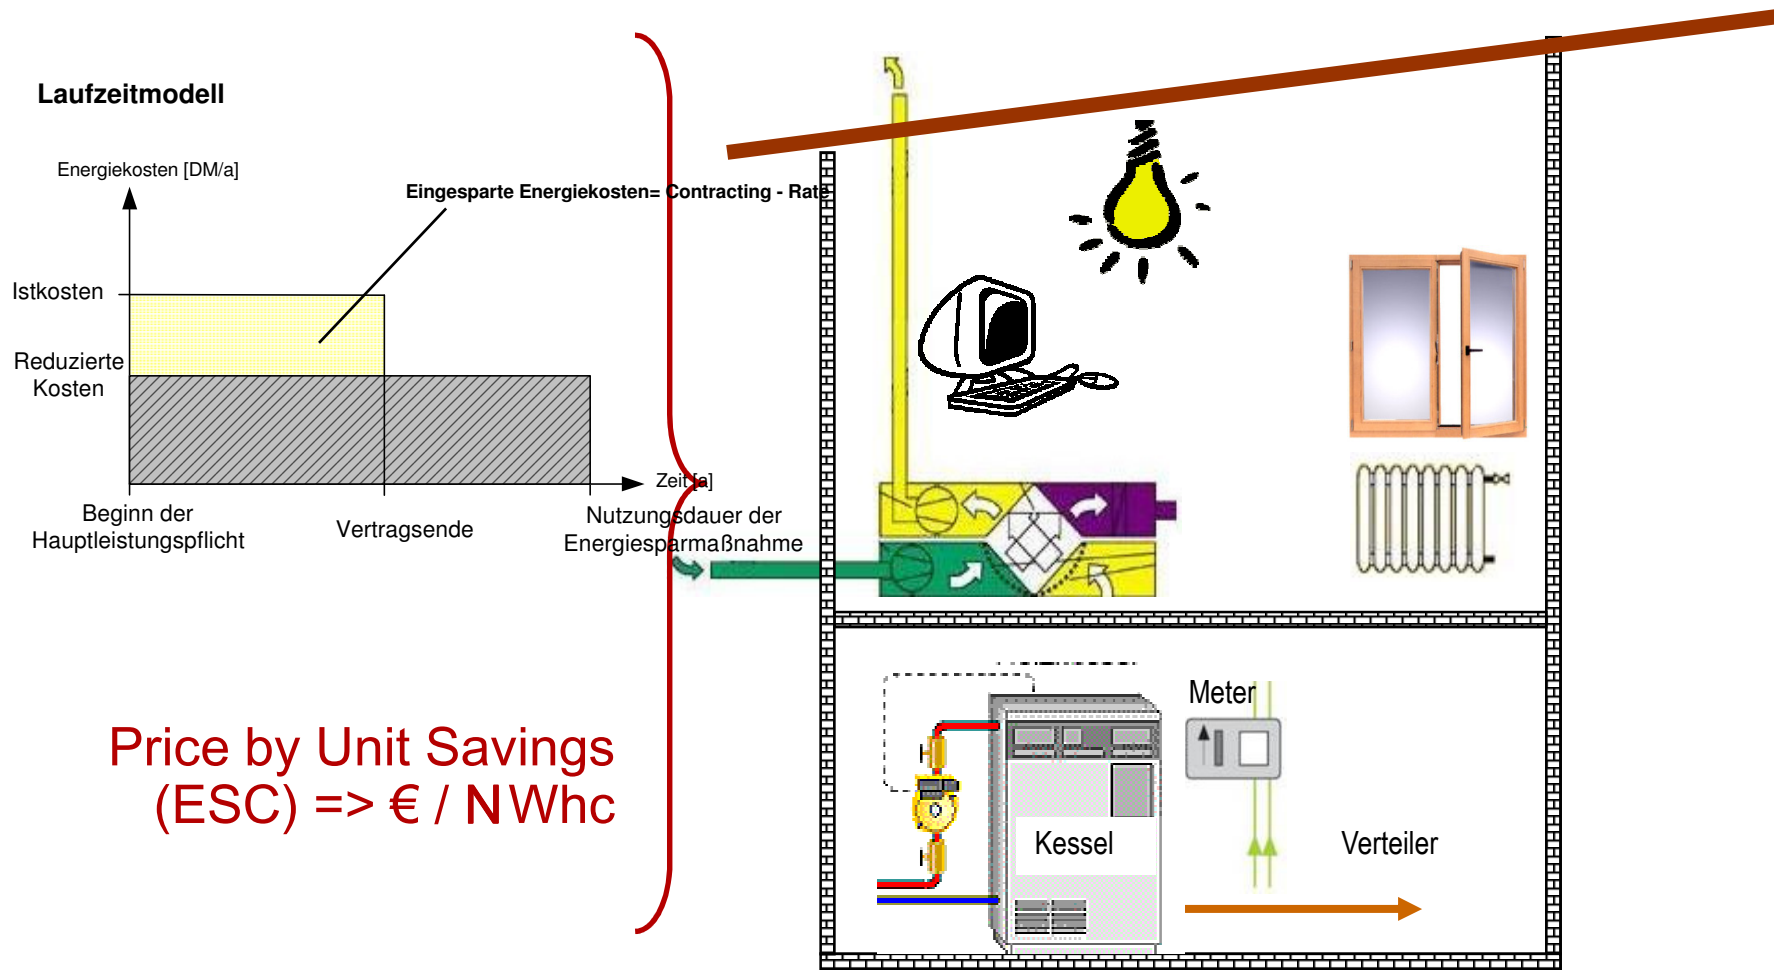 Laufzeitmodell
Energiekosten [DM/a]
Eingesparte Energiekosten= Contracting - Rate
Istkosten
Reduzierte
Kosten
Zeit [a]
Beginn der
Hauptleistungspflicht
Vertragsende
Nutzungsdauer der
Energiesparmaßnahme
Price by Unit Savings
(ESC) => € / NWhc
Meter
Kessel
Verteiler